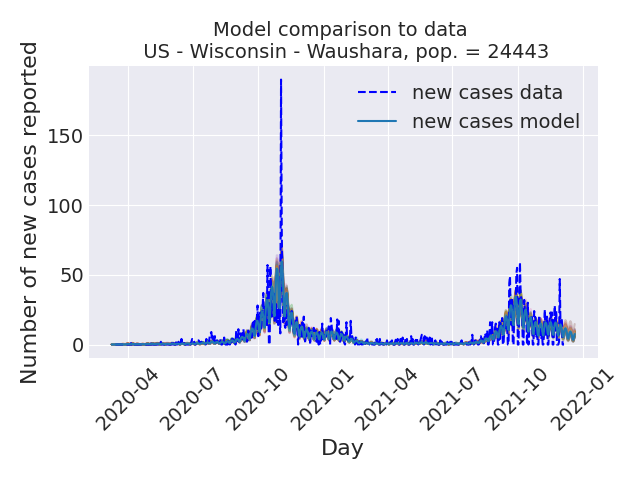 Model comparison to data
US - Wisconsin - Waushara, pop. = 24443
Number of new cases reported
new cases data
new cases model
150
100
50
0
2020-04
2020-07
2020-10
2021-01
2021-04
2021-07
2021-10
2022-01
Day